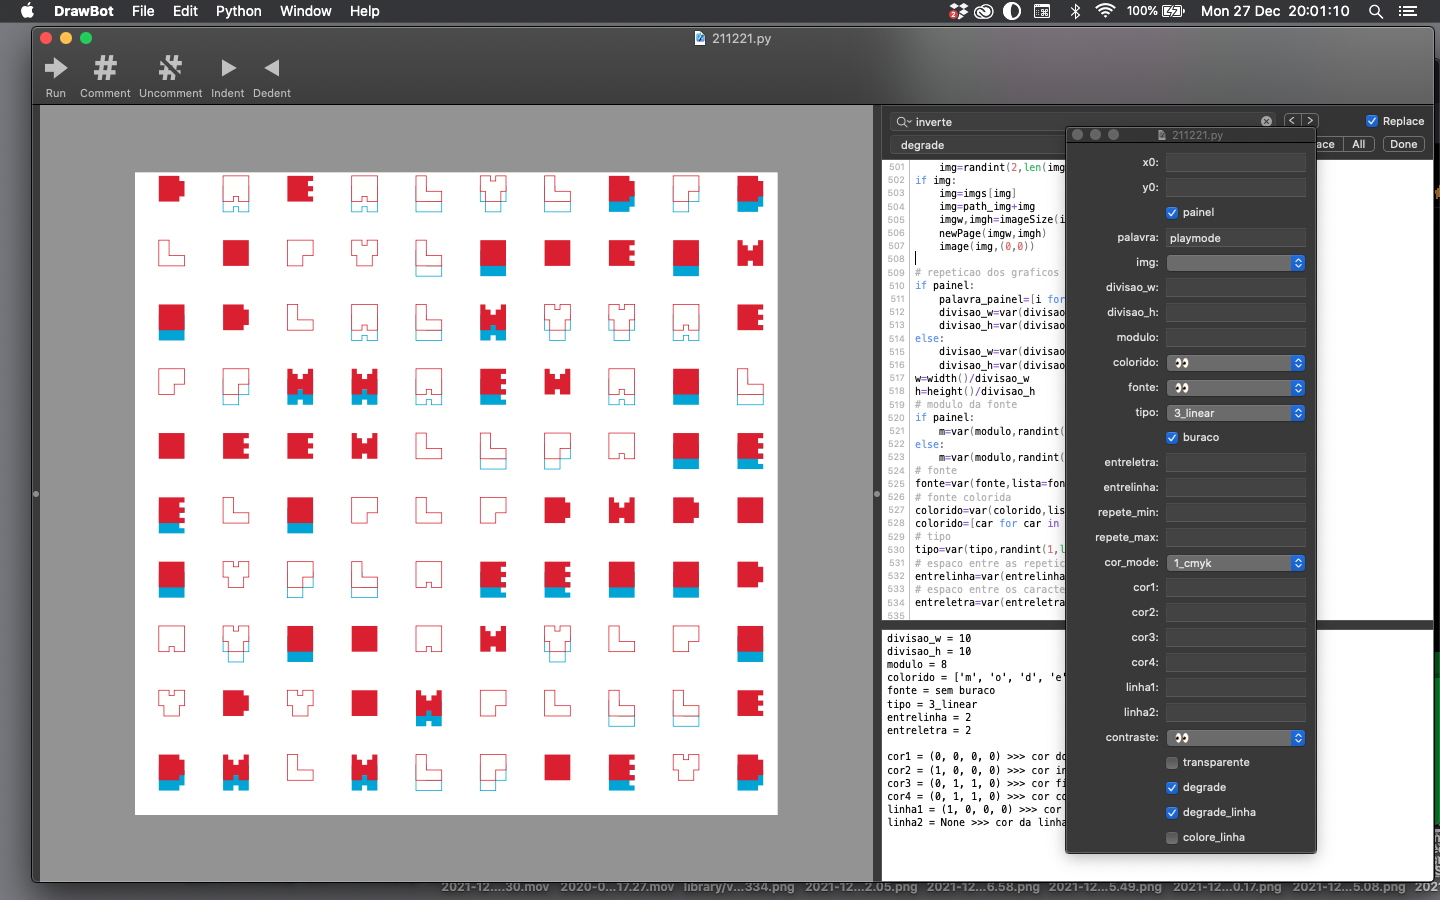 DrawBot File Edit Python Window Help 2 100% Mon 27 Dec 20:01:10
211221.py
Run Comment Uncomment Indent Dedent
inverte < > Replace
degrade ace All Done
501 img=randint(2,len(img
502 if img:
503 img=imgs[img]
504 img=path_img+img
505 imgw,imgh=imageSize(i
506 newPage(imgw,imgh)
507 image(img,(0,0))
508
509 # repeticao dos graficos
510 if painel:
511 palavra_painel=[i for
512 divisao_w=var(divisao
513 divisao_h=var(divisao
514 else:
515 divisao_w=var(divisao
516 divisao_h=var(divisao
517 w=width()/divisao_w
518 h=height()/divisao_h
519 # modulo da fonte
520 if painel:
521 m=var(modulo,randint(
522 else:
523 m=var(modulo,randint(
524 # fonte
525 fonte=var(fonte,lista=fon
526 # fonte colorida
527 colorido=var(colorido,lis
528 colorido=[car for car in
529 # tipo
530 tipo=var(tipo,randint(1,l
531 # espaco entre as repetic
532 entrelinha=var(entrelinha
533 # espaco entre os caracte
534 entreletra=var(entreletra
535
divisao_w = 10
divisao_h = 10
modulo = 8
colorido = ['m', 'o', 'd', 'e'
fonte = sem buraco
tipo = 3_linear
entrelinha = 2
entreletra = 2
cor1 = (0, 0, 0, 0) >>> cor do
cor2 = (1, 0, 0, 0) >>> cor in
cor3 = (0, 1, 1, 0) >>> cor fi
cor4 = (0, 1, 1, 0) >>> cor co
linha1 = (1, 0, 0, 0) >>> cor
linha2 = None >>> cor da linha
211221.py
x0:
y0:
painel
palavra: playmode
img:
divisao_w:
divisao_h:
modulo:
colorido: 👀
fonte: 👀
tipo: 3_linear
buraco
entreletra:
entrelinha:
repete_min:
repete_max:
cor_mode: 1_cmyk
cor1:
cor2:
cor3:
cor4:
linha1:
linha2:
contraste: 👀
transparente
degrade
degrade_linha
colore_linha
2021-12....30.mov 2020-0...17.27.mov library/v...334.png 2021-12...2.05.png 2021-12...6.58.png 2021-12...5.49.png 2021-12...0.17.png 2021-12...5.08.png 2021